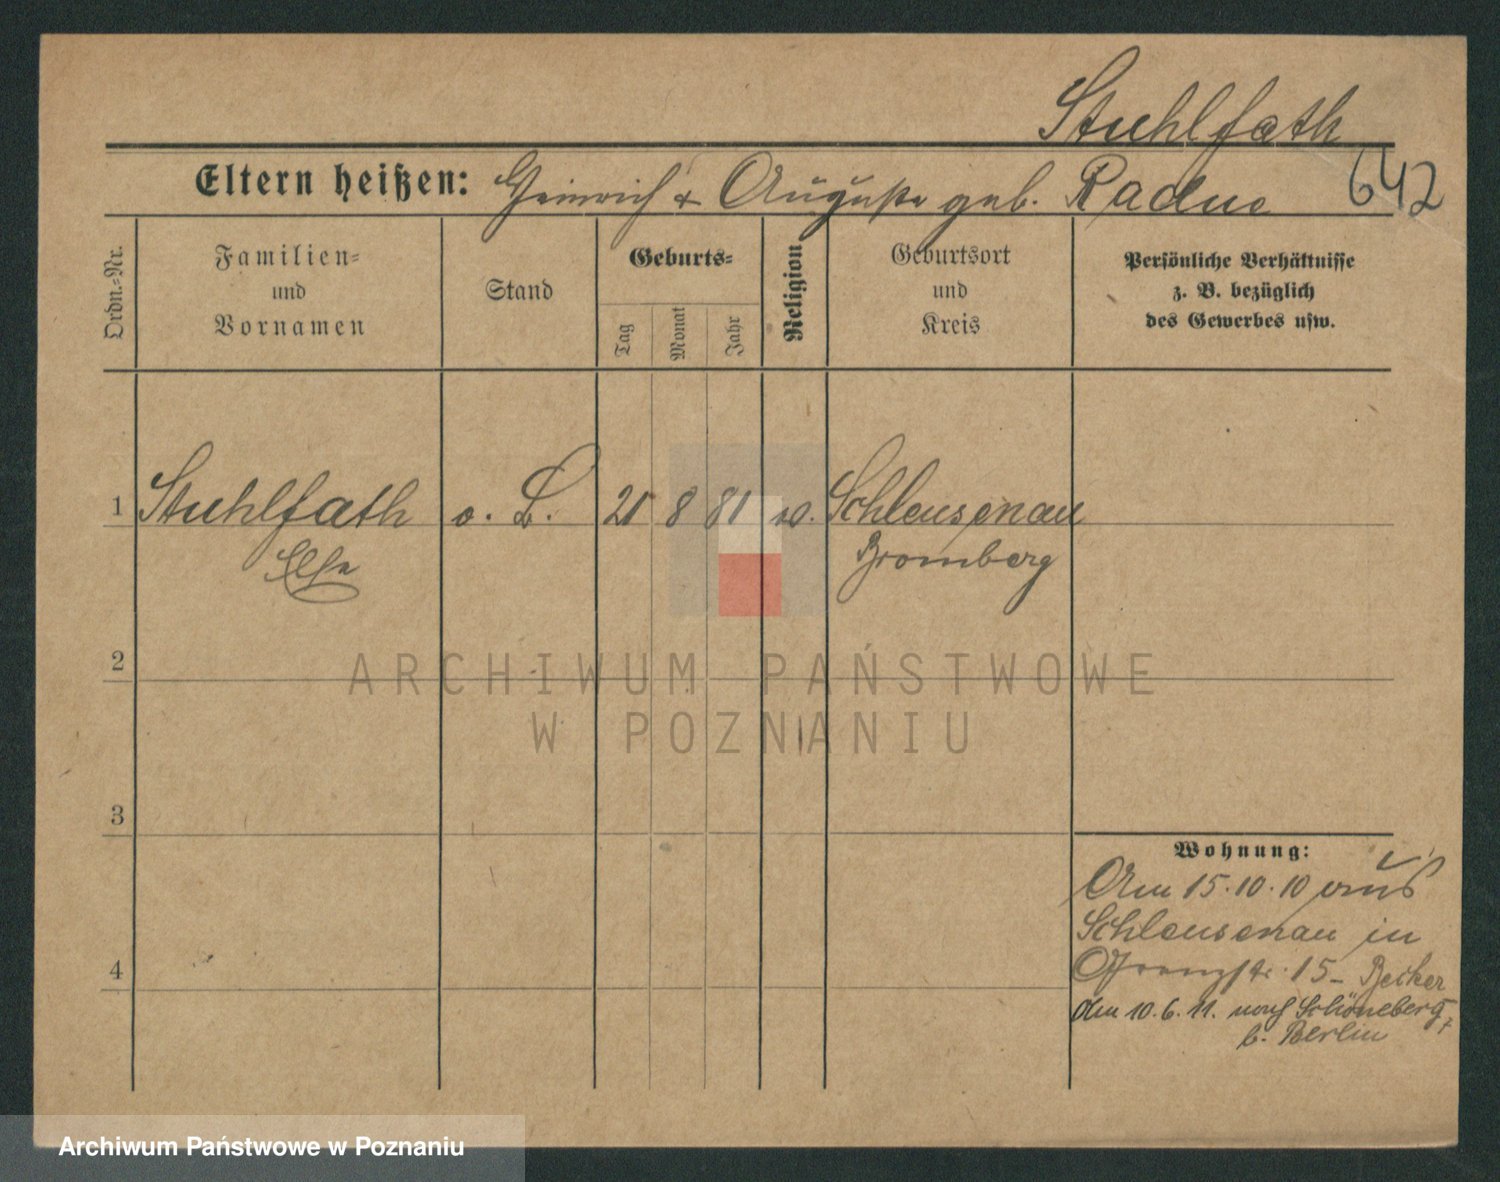 Stuhlfath
642
Eltern heißen: Heinrich & Auguste geb. Radue
Ordn.-Nr.
Familien-
und
Vornamen
Stand
Geburts-
Tag
Monat
Jahr
Religion
Geburtsort
und
Kreis
Persönliche Verhältnisse
z. B. bezüglich
des Gewerbes usw.
1 Stuhlfath o. B. 21 8 81 Schleusenau
Else Bromberg
2
3
4
Wohnung:
Am 15.10.10 aus
Schleusenau in
15- Becker
Am 10.6.11. nach Schöneberg
b. Berlin
ARCHIWUM PAŃSTWOWE
W POZNANIU
Archiwum Państwowe w Poznaniu